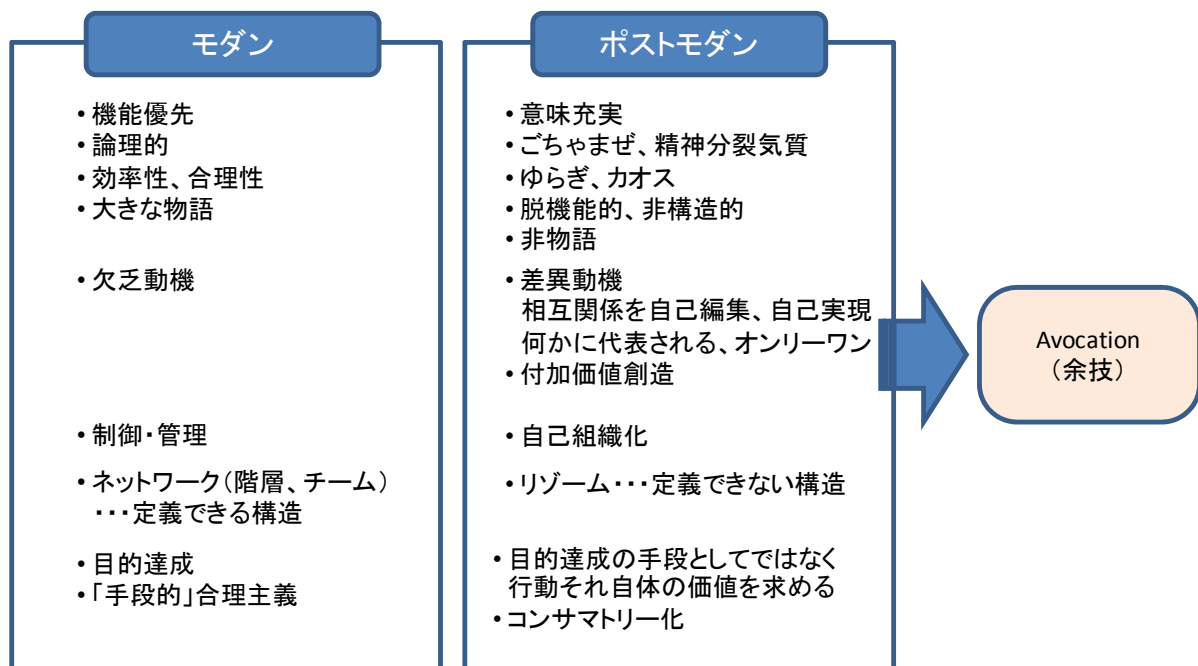 モダン
・機能優先
・論理的
・効率性、合理性
・大きな物語
・欠乏動機
・制御・管理
・ネットワーク（階層、チーム）
・・・定義できる構造
・目的達成
・「手段的」合理主義
ポストモダン
・意味充実
・ごちゃまぜ、精神分裂気質
・ゆらぎ、カオス
・脱機能的、非構造的
・非物語
・差異動機
相互関係を自己編集、自己実現
何かに代表される、オンリーワン
・付加価値創造
・自己組織化
・リゾーム・・・定義できない構造
・目的達成の手段としてではなく
行動それ自体の価値を求める
・コンサマトリー化
Avocation
（余技）